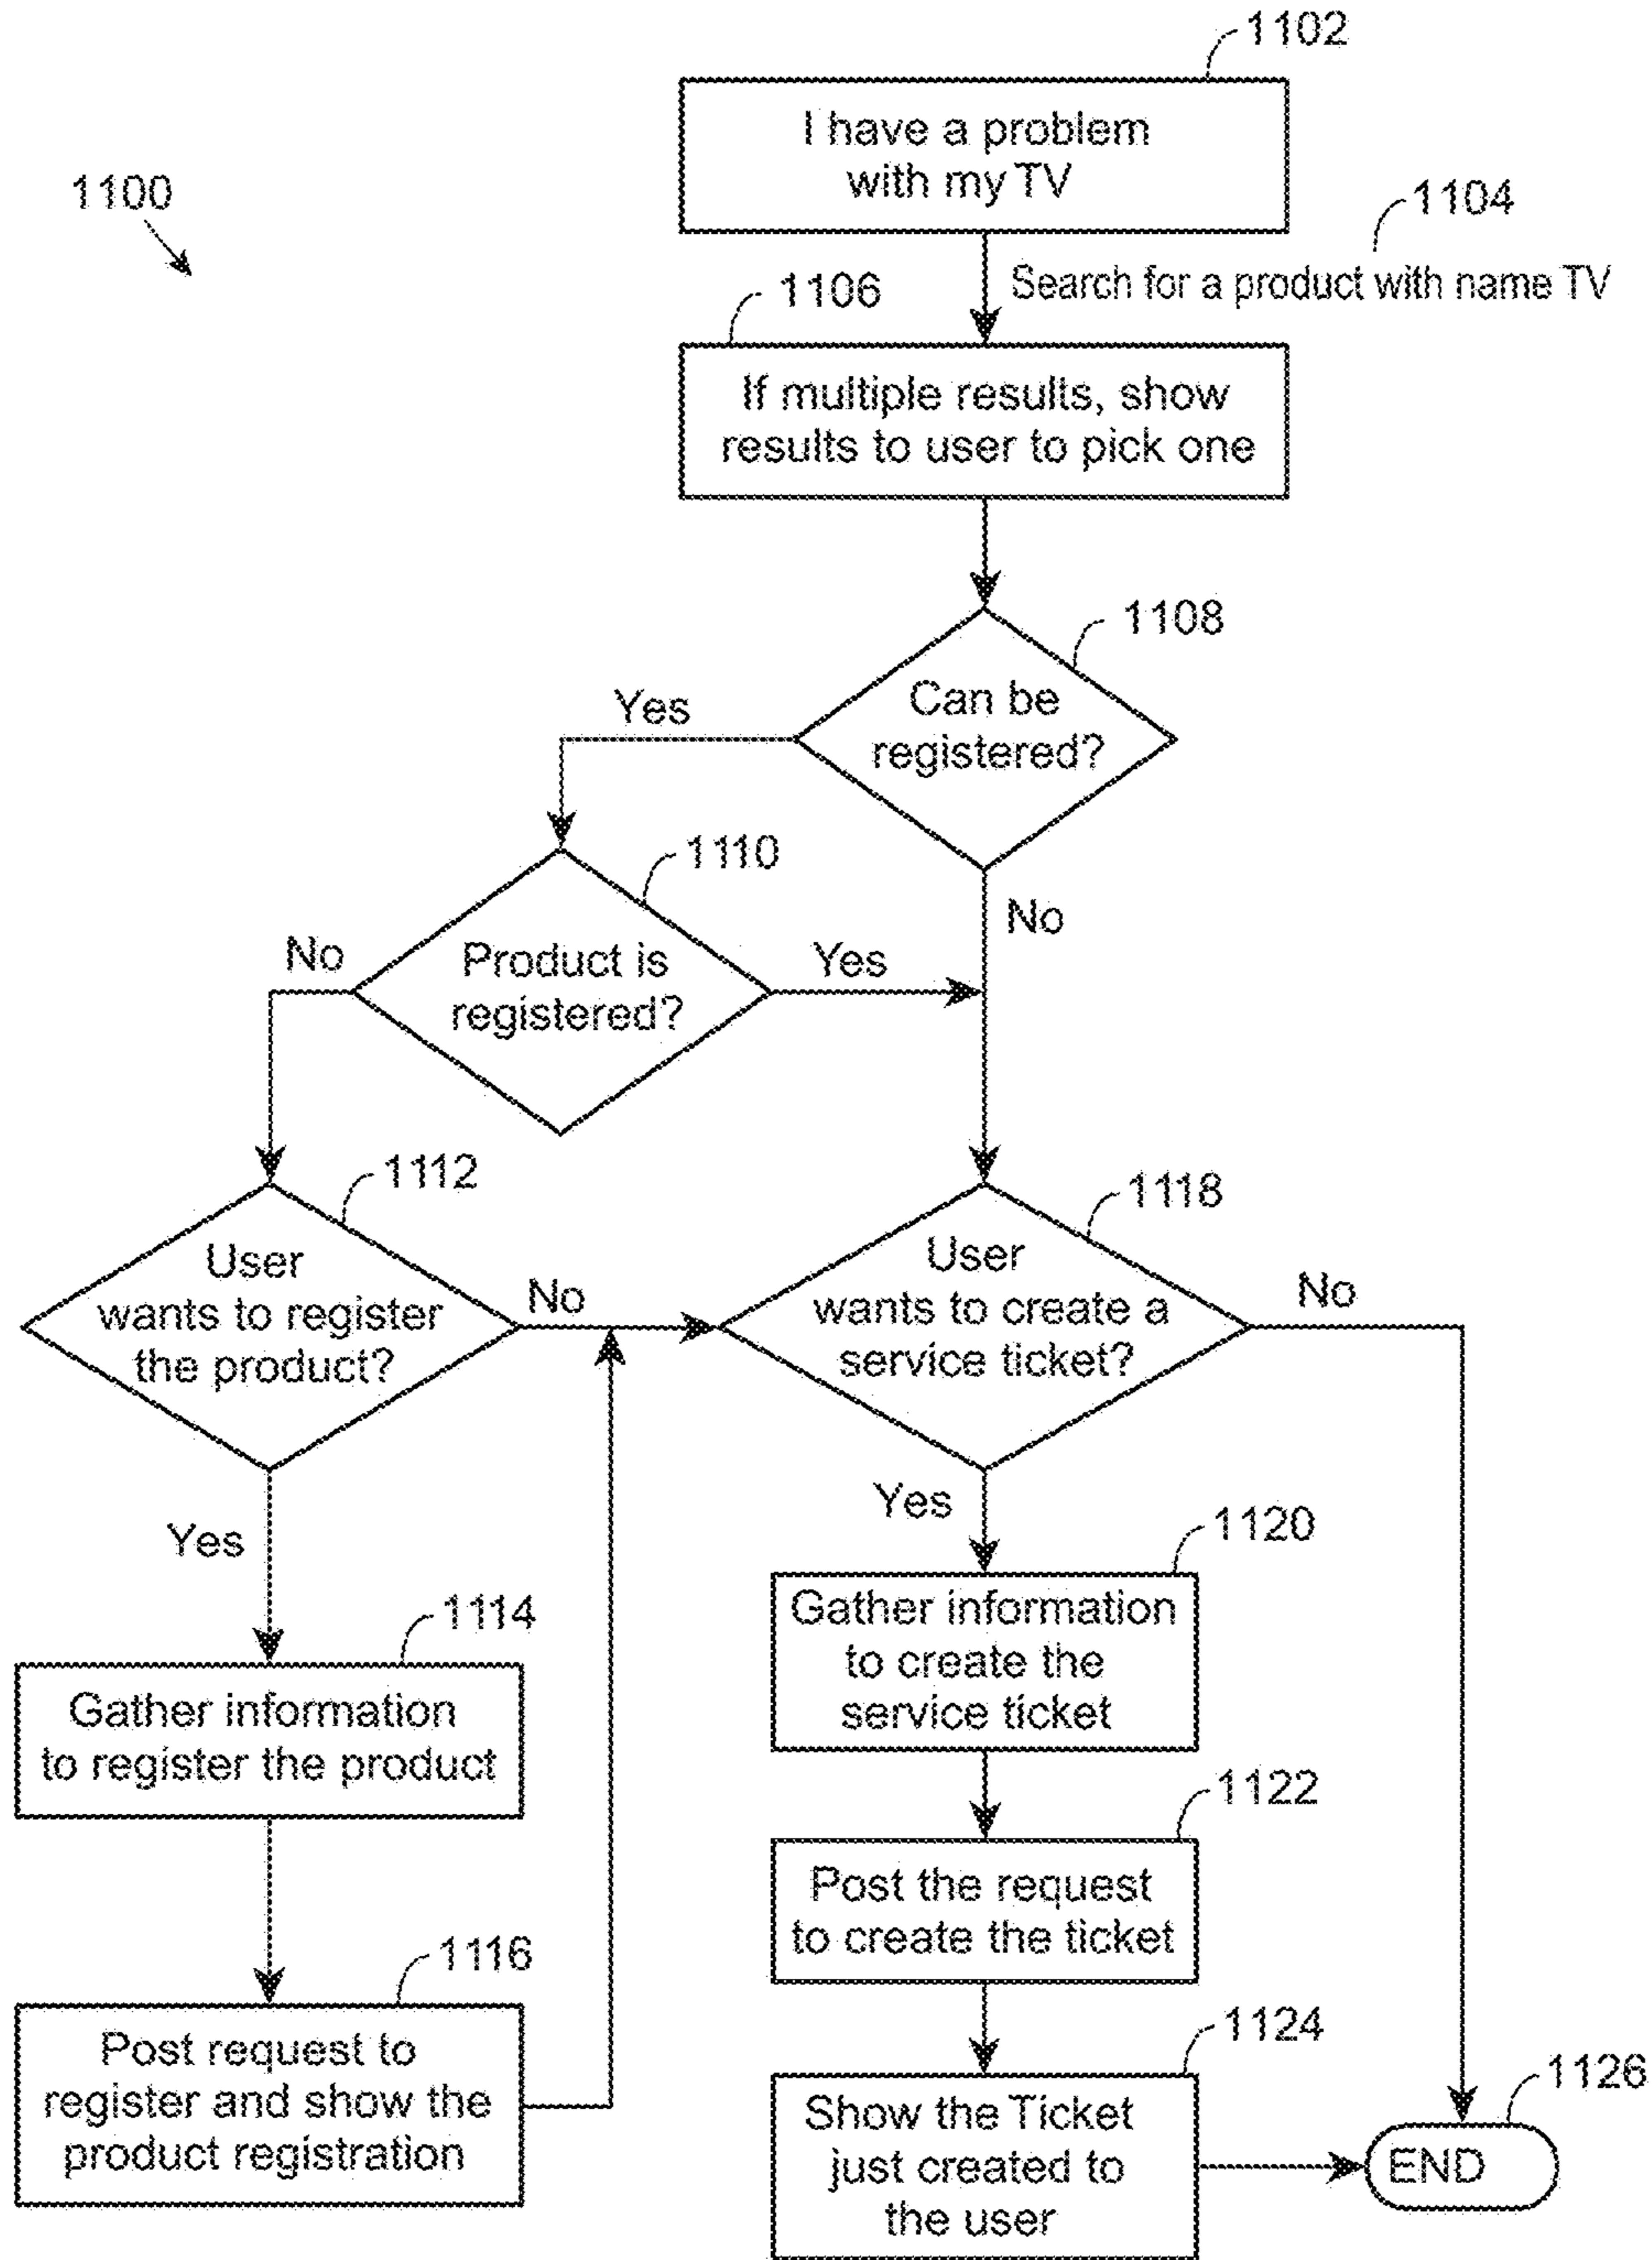 1102
I have a problem
with my TV
1100
1104
Search for a product with name TV
1106
If multiple results, show
results to user to pick one
1108
Can be
registered?
Yes
No
1110
Product is
registered?
No
Yes
1112
User
wants to register
the product?
No
Yes
1118
User
wants to create a
service ticket?
No
Yes
1114
Gather information
to register the product
1116
Post request to
register and show the
product registration
1120
Gather information
to create the
service ticket
1122
Post the request
to create the ticket
1124
Show the Ticket
just created to
the user
1126
END